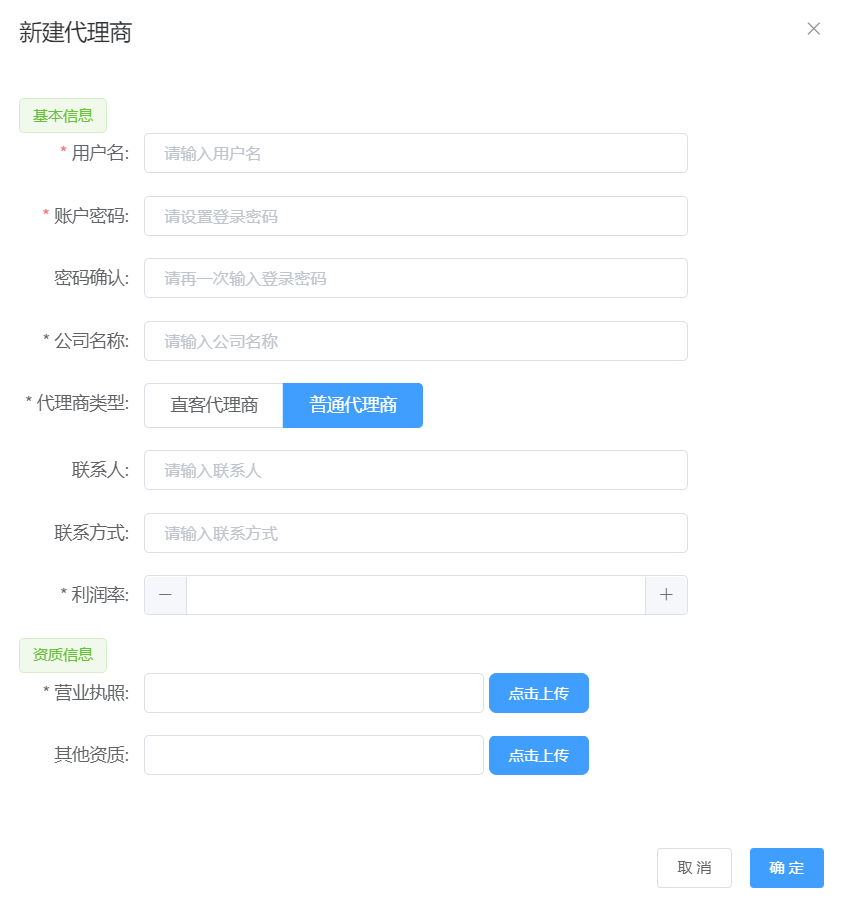 新建代理商
基本信息
* 用户名: 请输入用户名
* 账户密码: 请设置登录密码
密码确认: 请再一次输入登录密码
* 公司名称: 请输入公司名称
* 代理商类型: 直客代理商 普通代理商
联系人: 请输入联系人
联系方式: 请输入联系方式
* 利润率:
资质信息
* 营业执照: 点击上传
其他资质: 点击上传
取 消 确 定